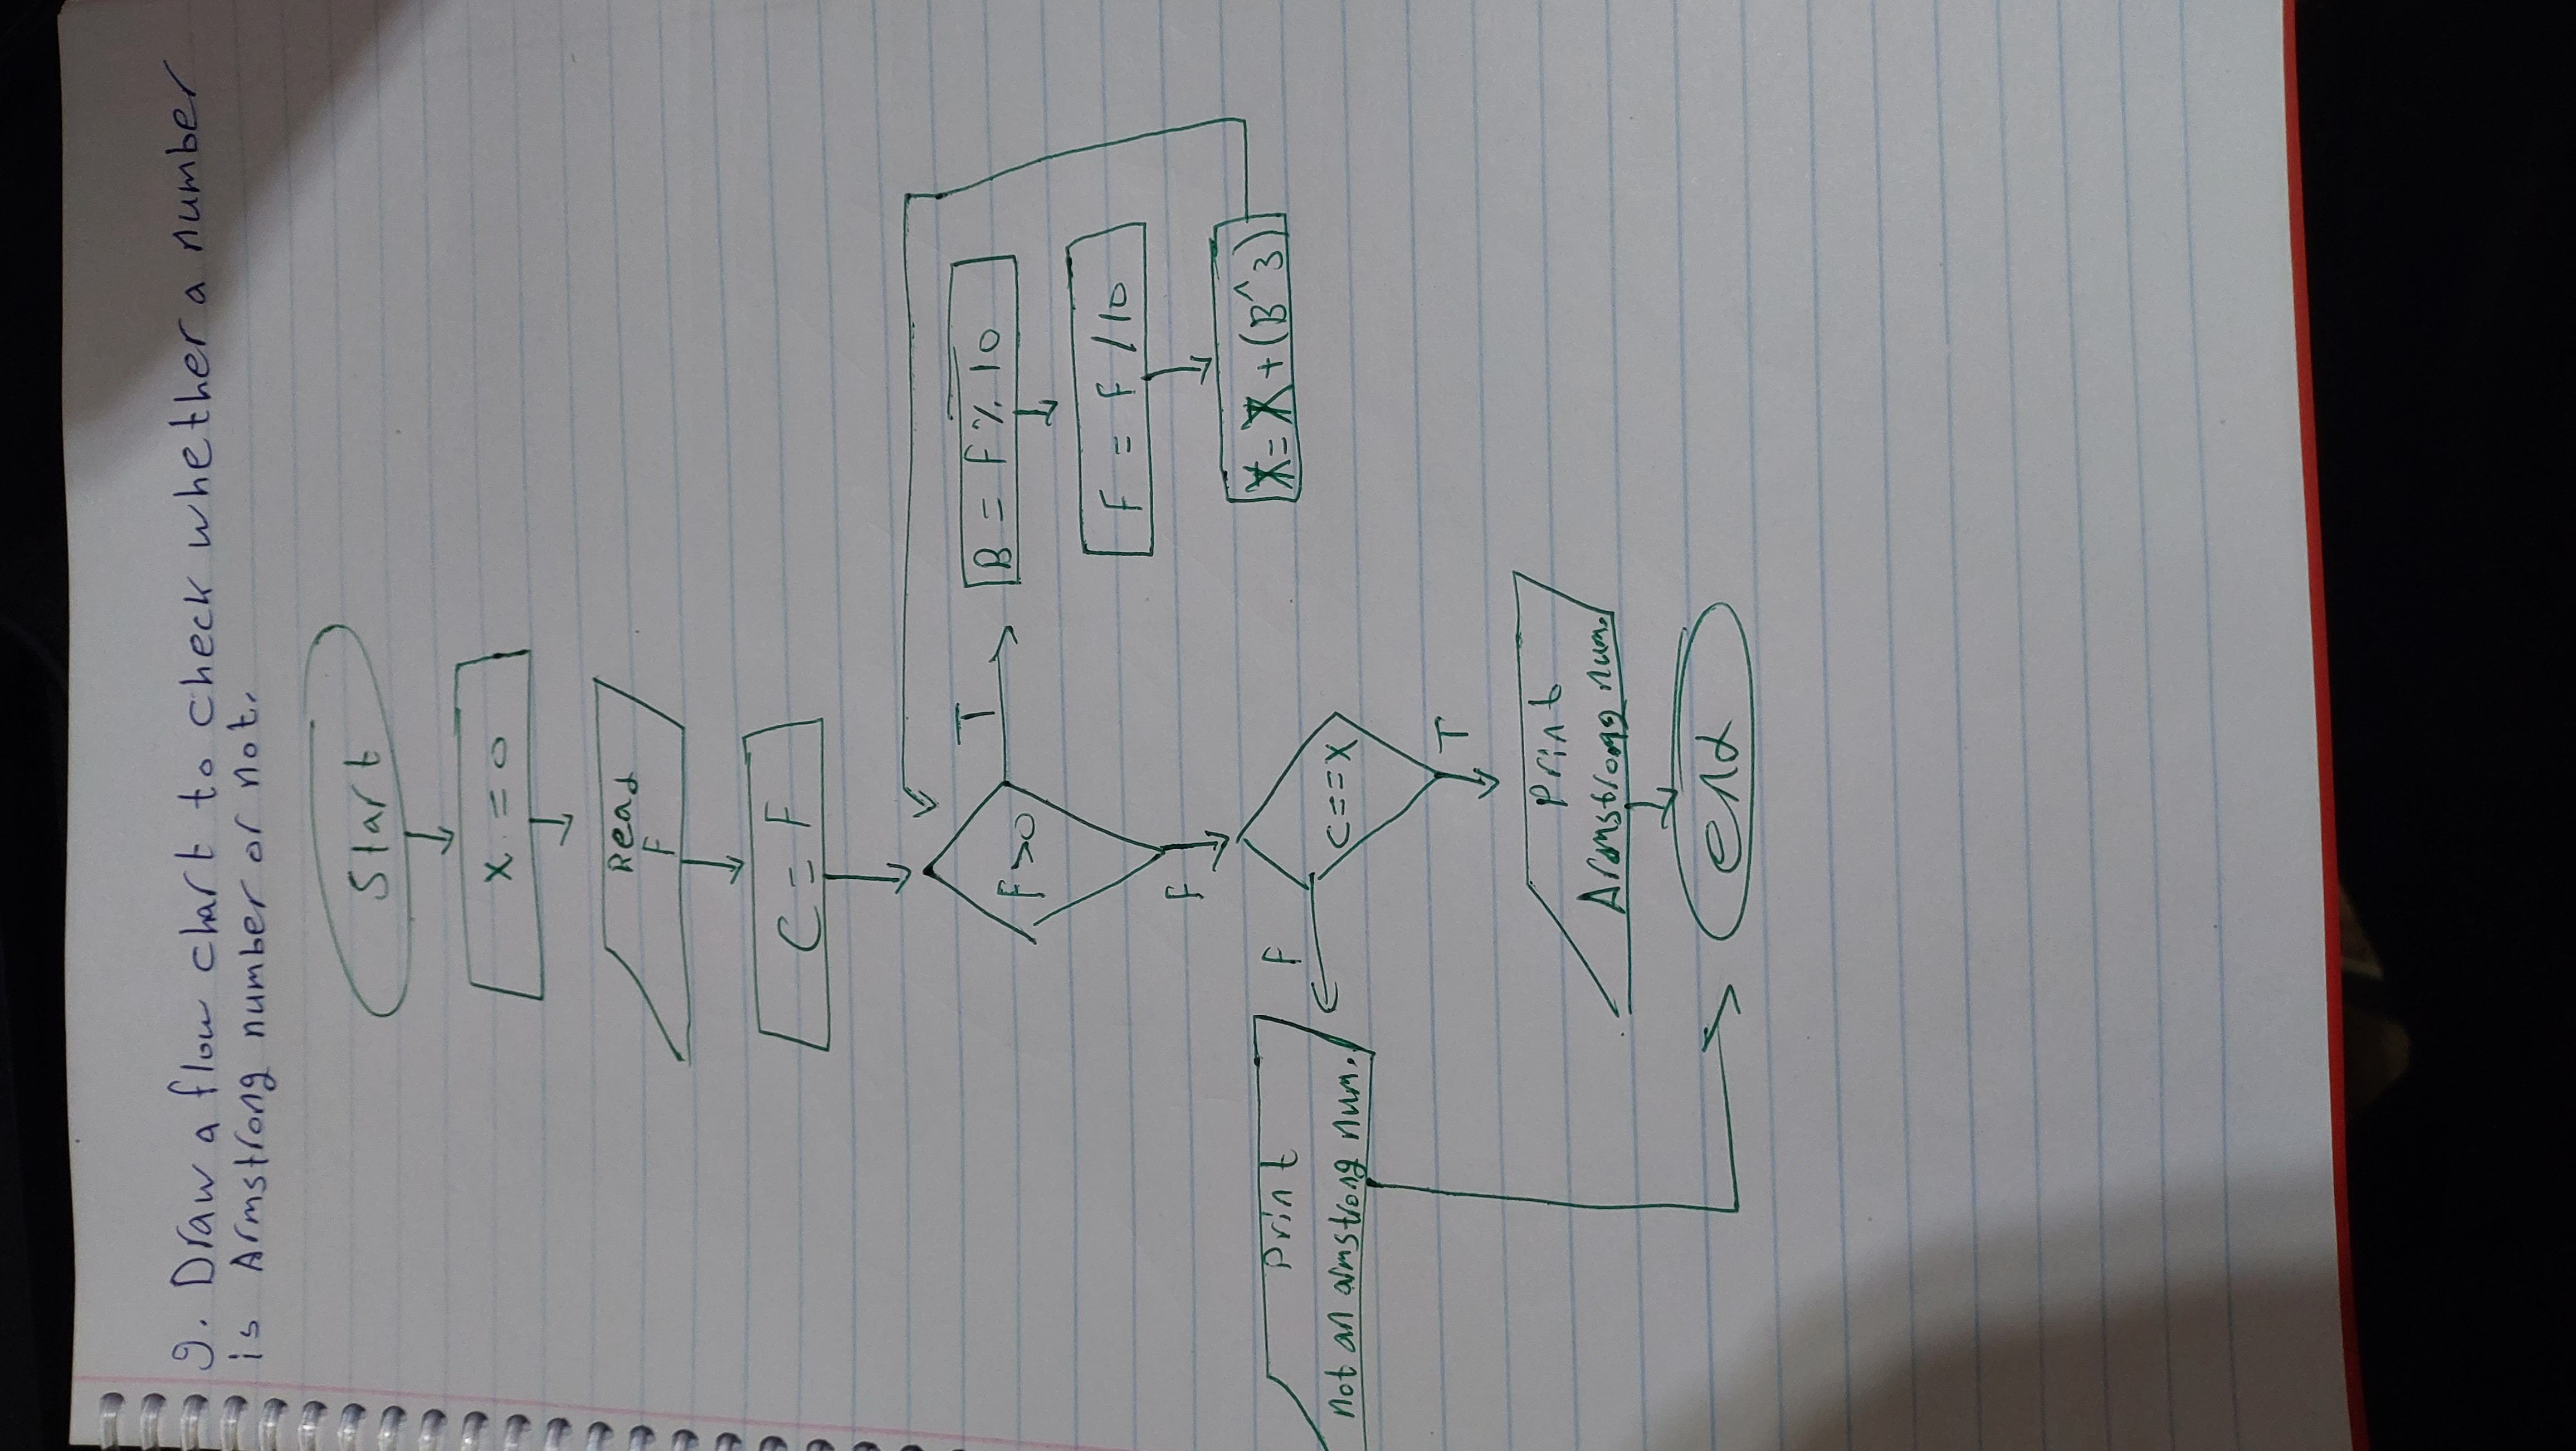 9. Draw a flow chart to check whether a number
is Armstrong number or not.
Start
X = 0
Read
F
C = F
F>0
T
B = F % 10
F = F / 10
X = X + (B^3)
F
C==X
F
Print
not an armstrong num.
T
Print
Armstrong num.
end